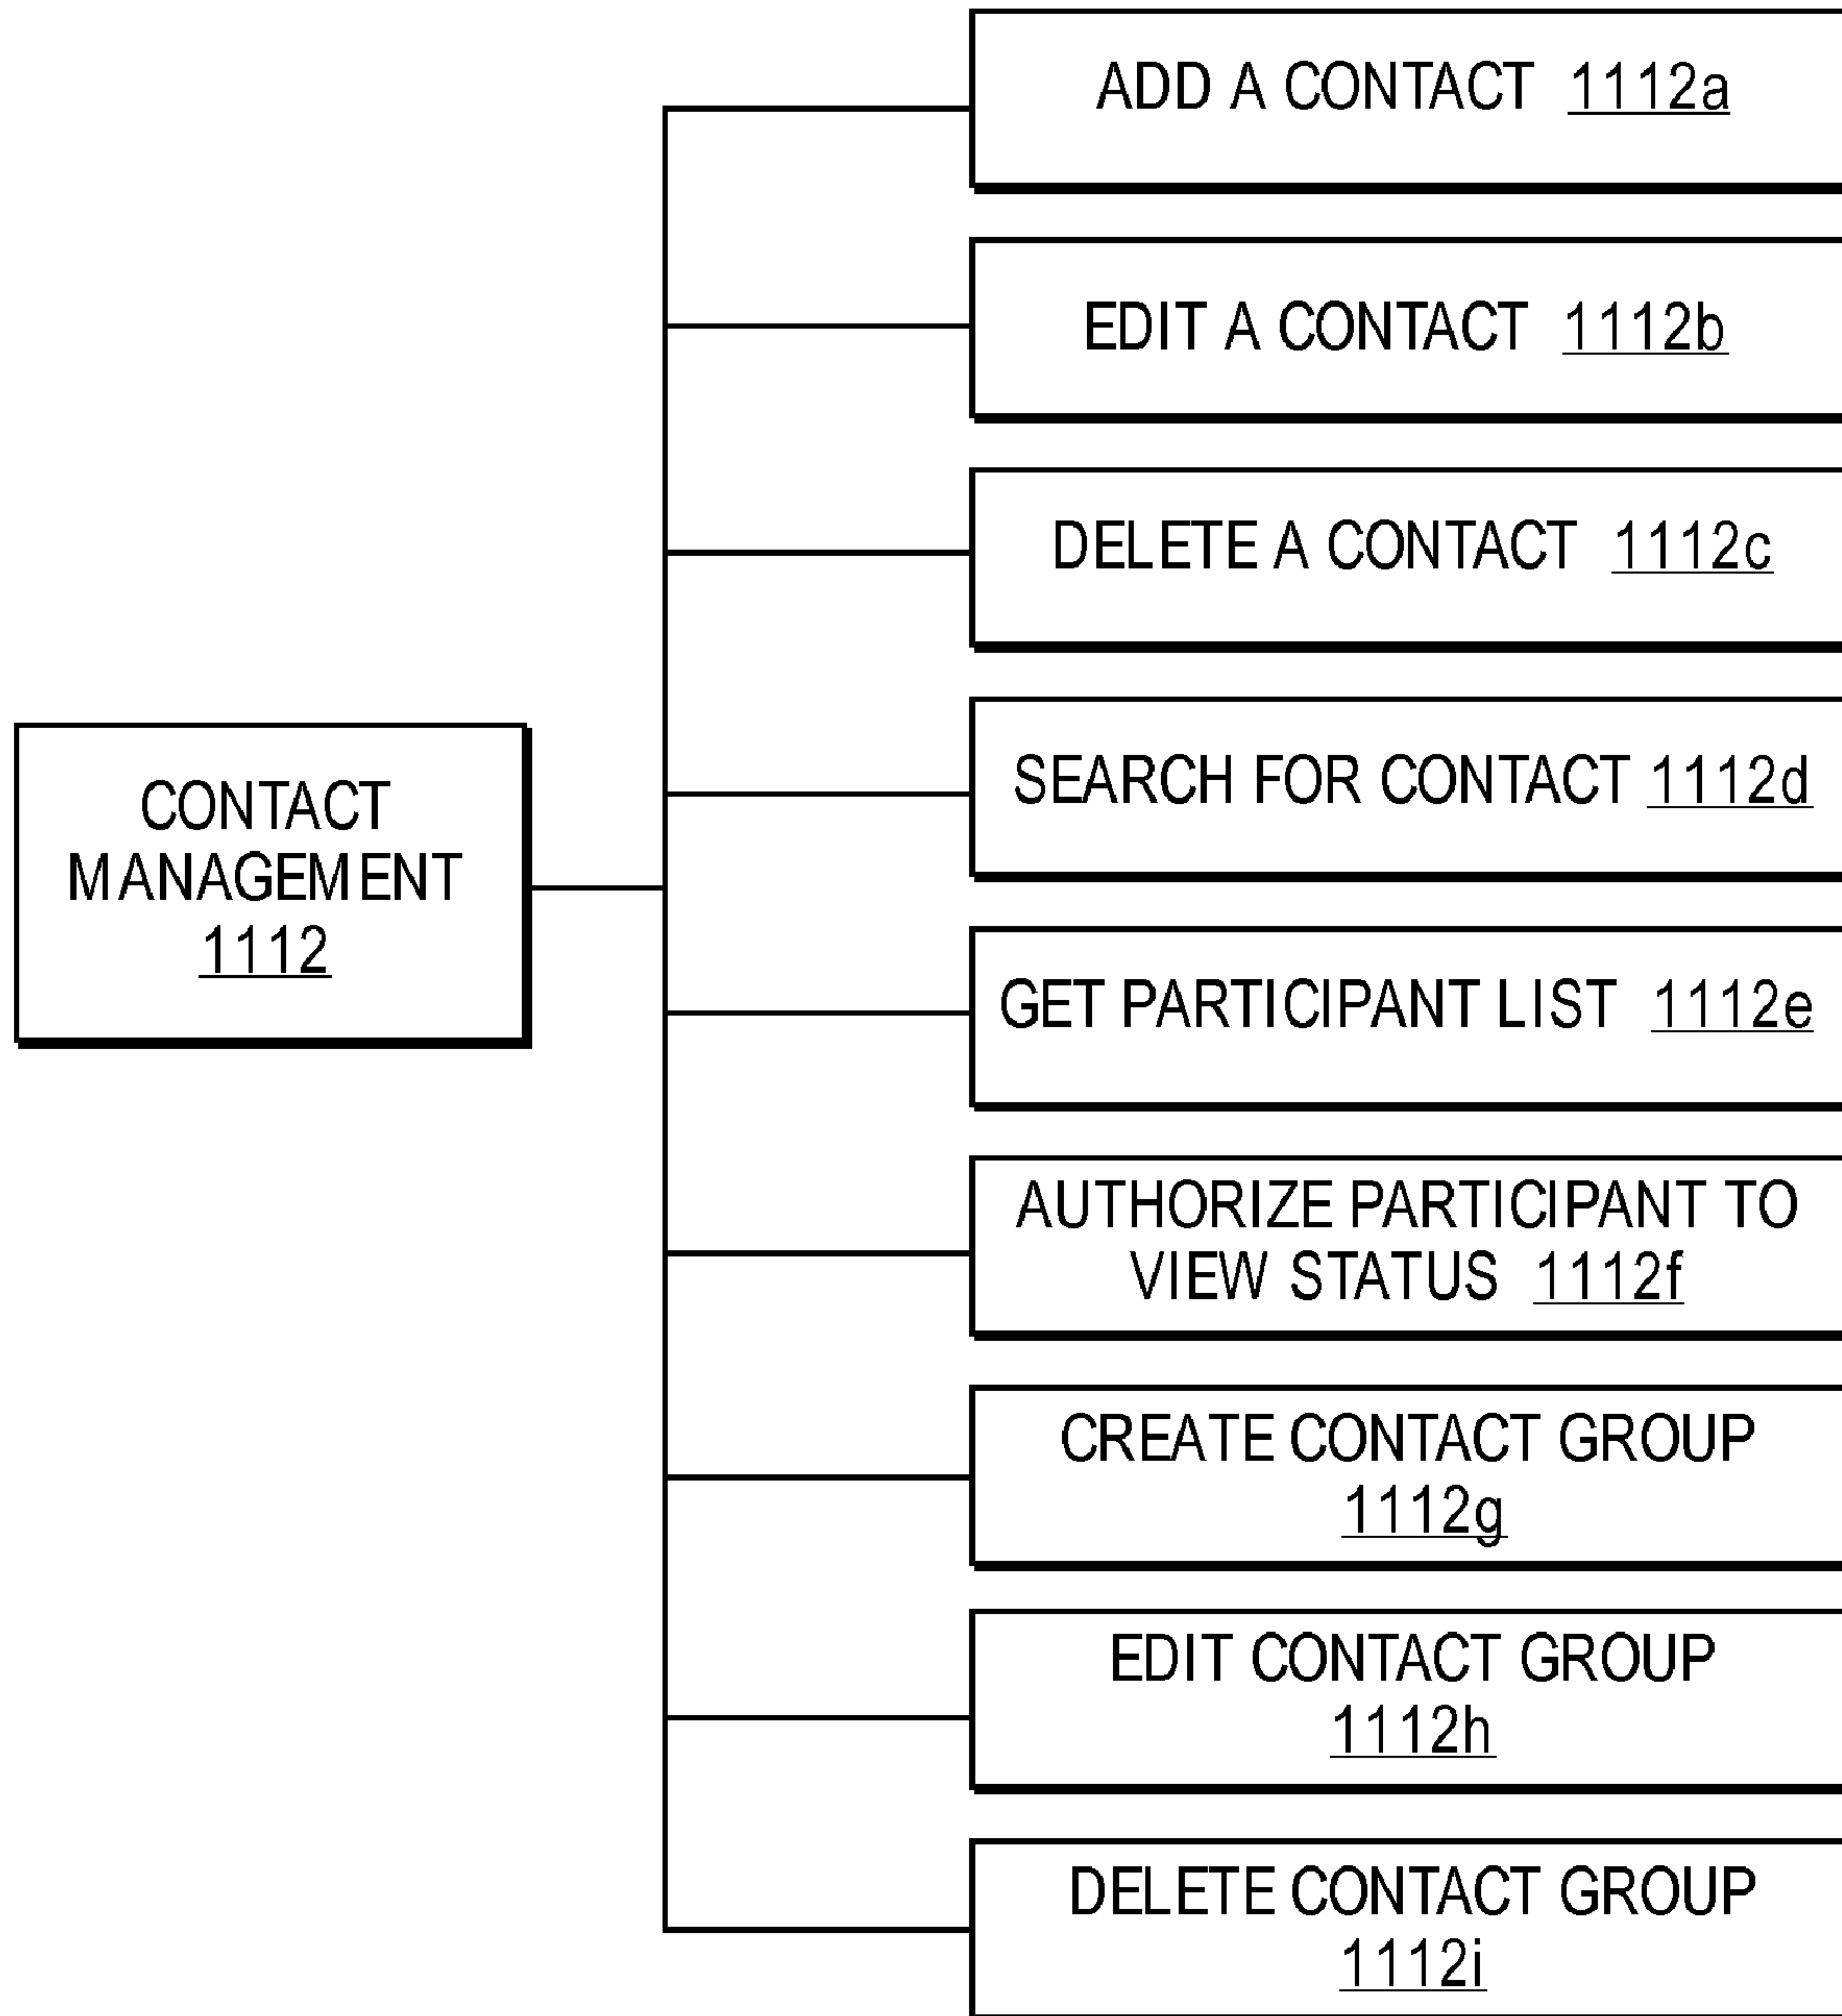 ADD A CONTACT 1112a
EDIT A CONTACT 1112b
DELETE A CONTACT 1112c
SEARCH FOR CONTACT 1112d
CONTACT
MANAGEMENT
1112
GET PARTICIPANT LIST 1112e
AUTHORIZE PARTICIPANT TO
VIEW STATUS 1112f
CREATE CONTACT GROUP
1112g
EDIT CONTACT GROUP
1112h
DELETE CONTACT GROUP
1112i